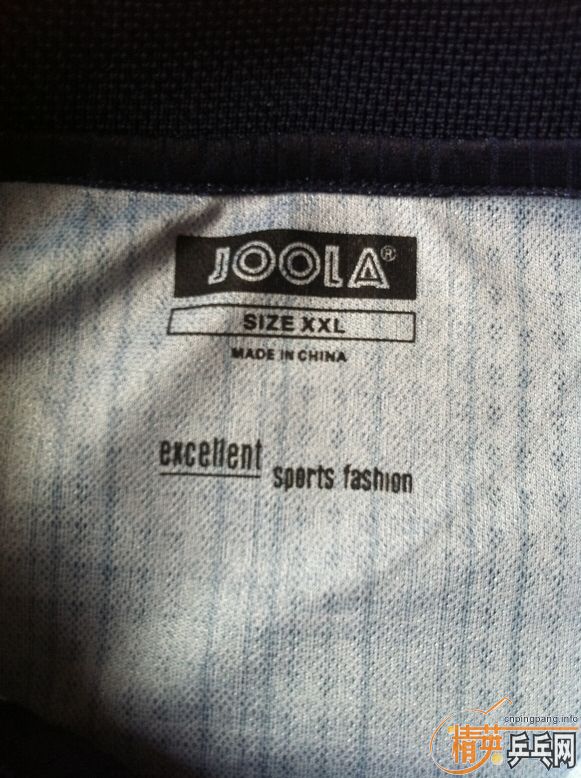 JOOLA®
SIZE XXL
MADE IN CHINA
excellent
sports fashion
cnpingpang.info
精英乒乓网